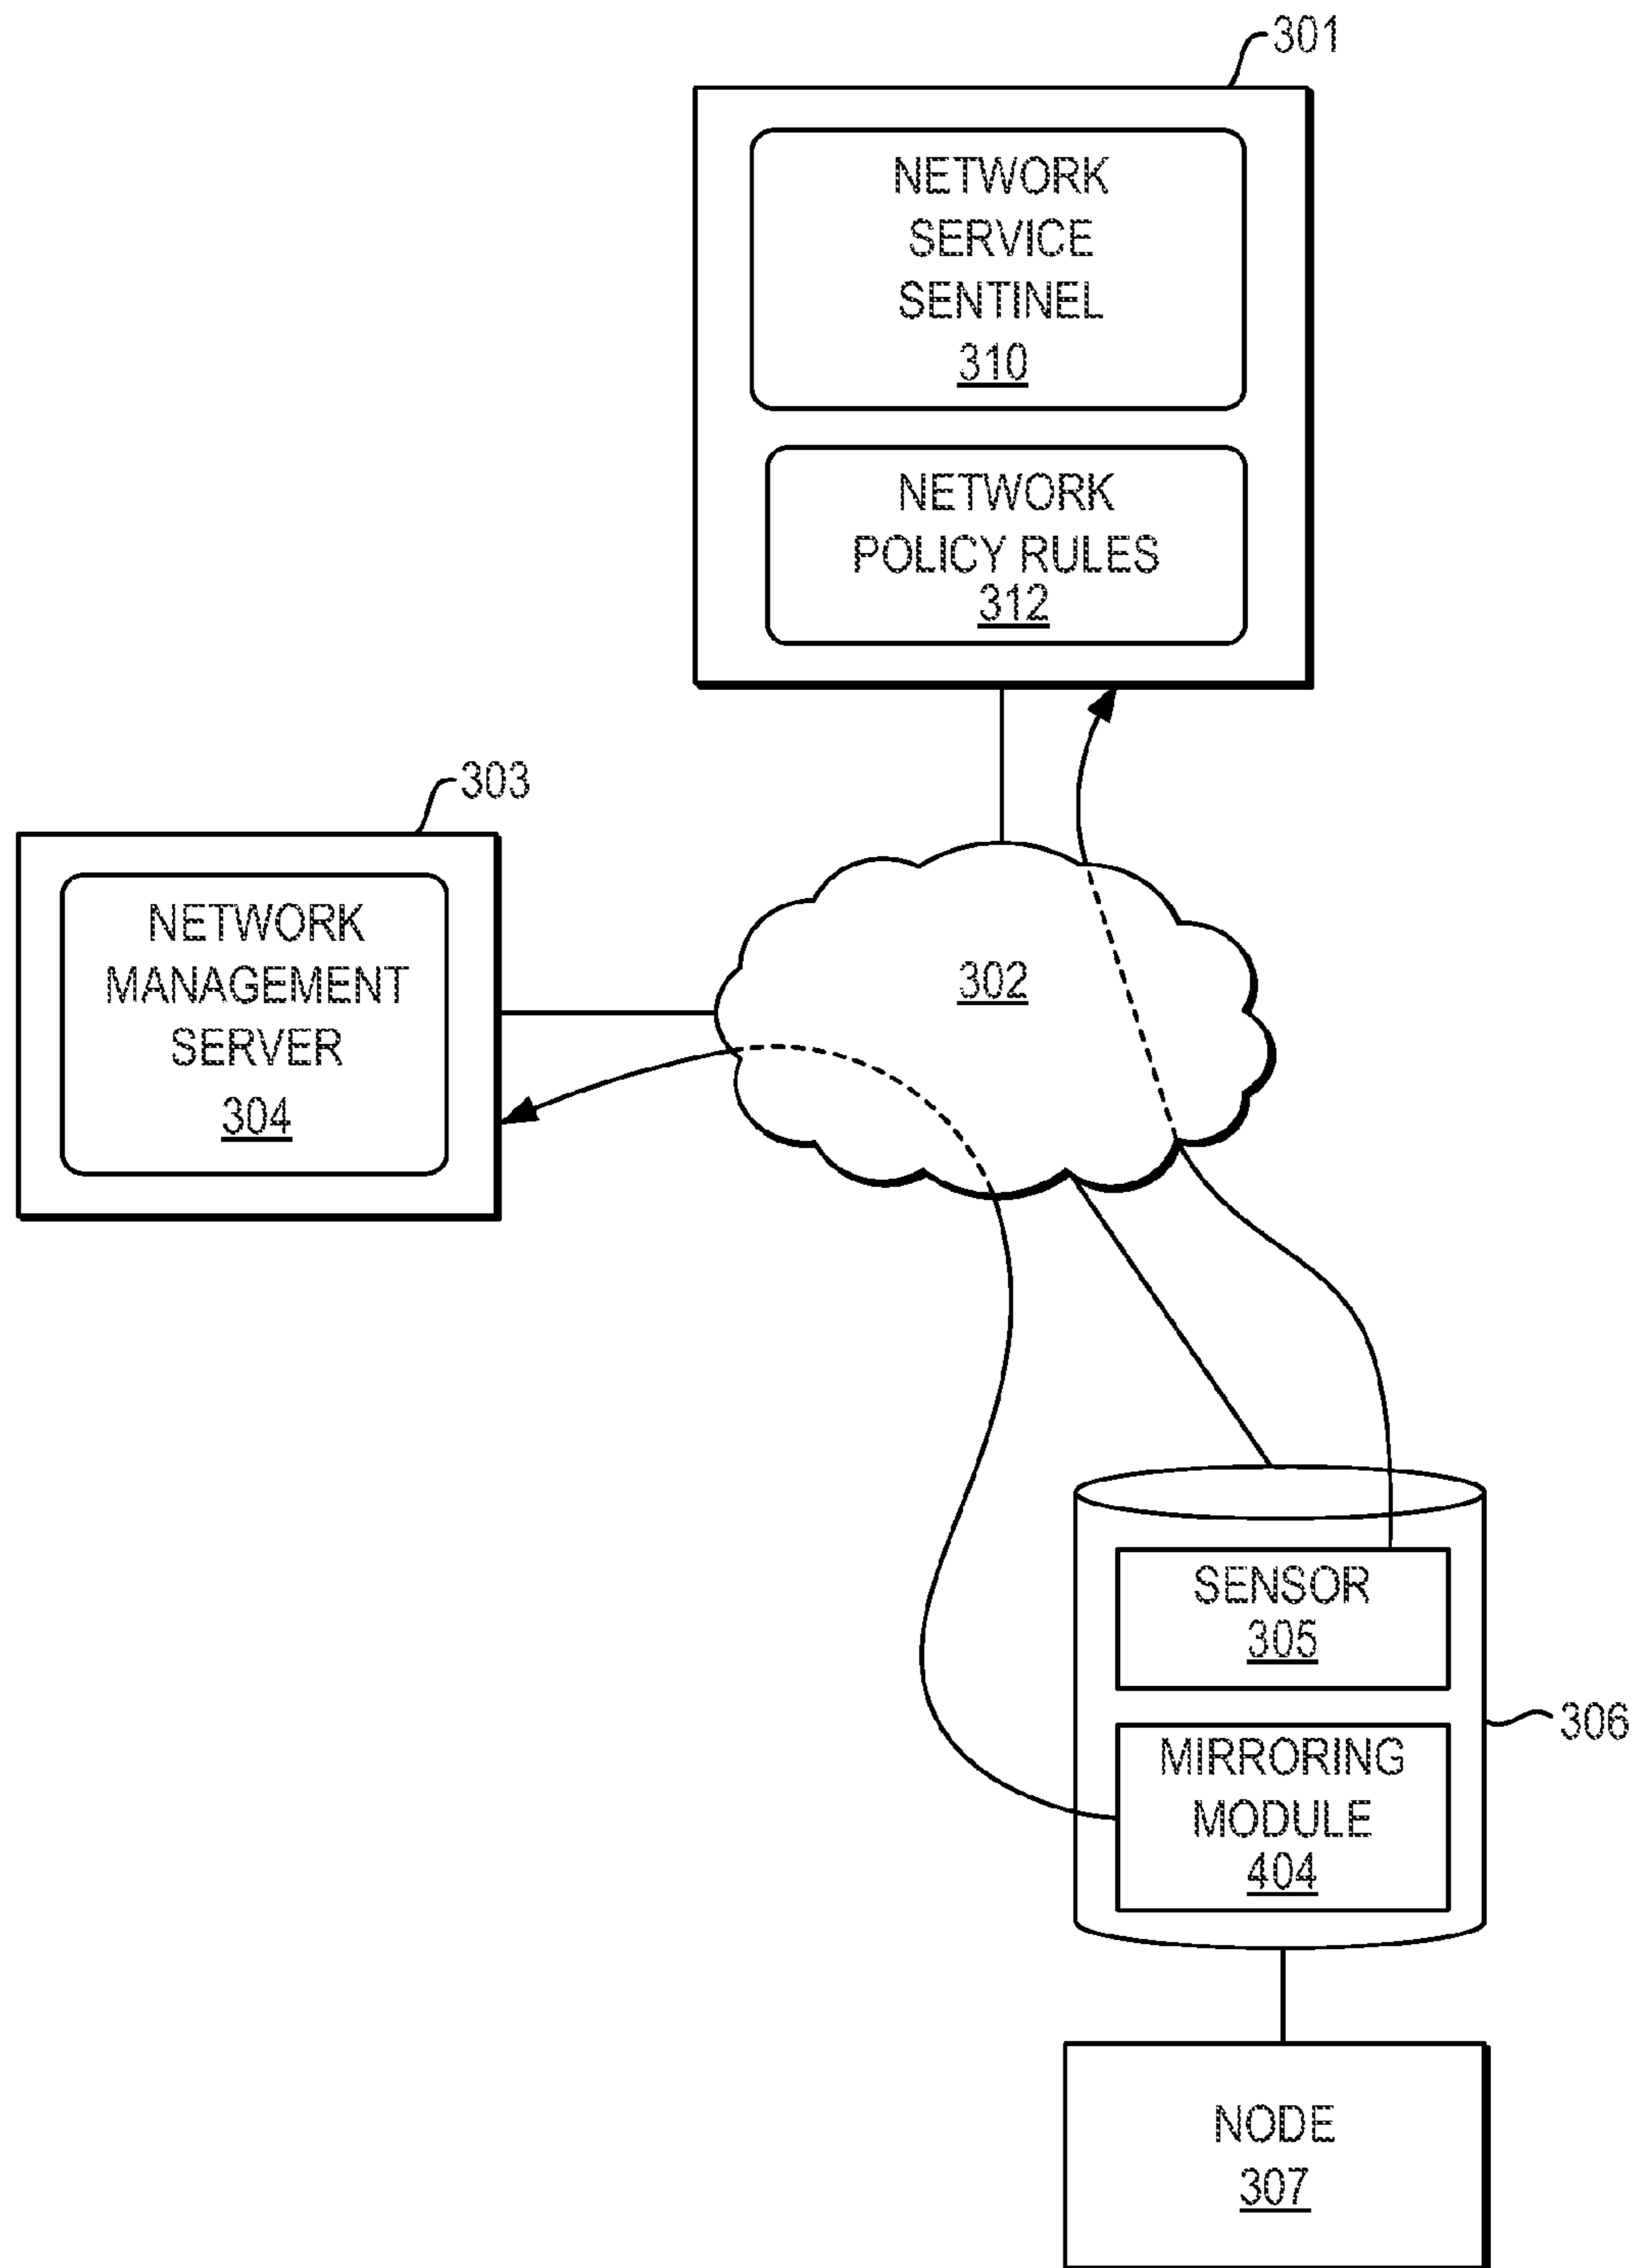 301
NETWORK
SERVICE
SENTINEL
310
NETWORK
POLICY RULES
312
303
NETWORK
MANAGEMENT
SERVER
304
302
SENSOR
305
306
MIRRORING
MODULE
404
NODE
307